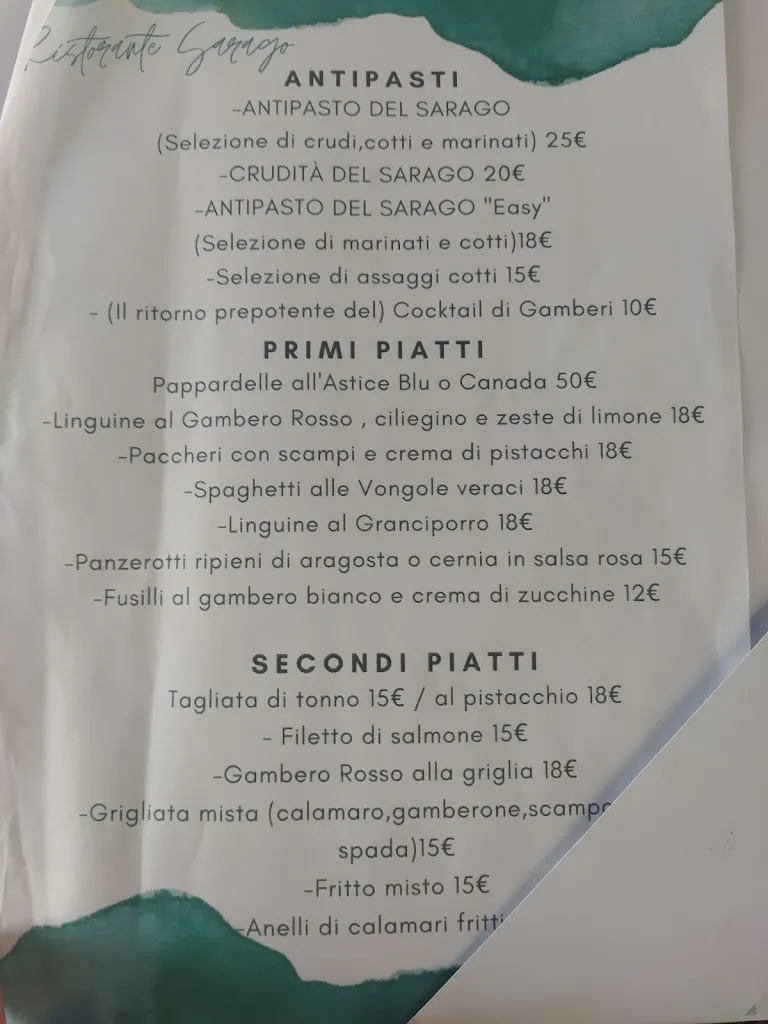 Ristorante Sarago
ANTIPASTI
-ANTIPASTO DEL SARAGO
(Selezione di crudi,cotti e marinati) 25€
-CRUDITÀ DEL SARAGO 20€
-ANTIPASTO DEL SARAGO "Easy"
(Selezione di marinati e cotti)18€
-Selezione di assaggi cotti 15€
- (Il ritorno prepotente del) Cocktail di Gamberi 10€
PRIMI PIATTI
Pappardelle all'Astice Blu o Canada 50€
-Linguine al Gambero Rosso , ciliegino e zeste di limone 18€
-Paccheri con scampi e crema di pistacchi 18€
-Spaghetti alle Vongole veraci 18€
-Linguine al Granciporro 18€
-Panzerotti ripieni di aragosta o cernia in salsa rosa 15€
-Fusilli al gambero bianco e crema di zucchine 12€
SECONDI PIATTI
Tagliata di tonno 15€ / al pistacchio 18€
- Filetto di salmone 15€
-Gambero Rosso alla griglia 18€
-Grigliata mista (calamaro,gamberone,scampo
spada)15€
-Fritto misto 15€
-Anelli di calamari fritti